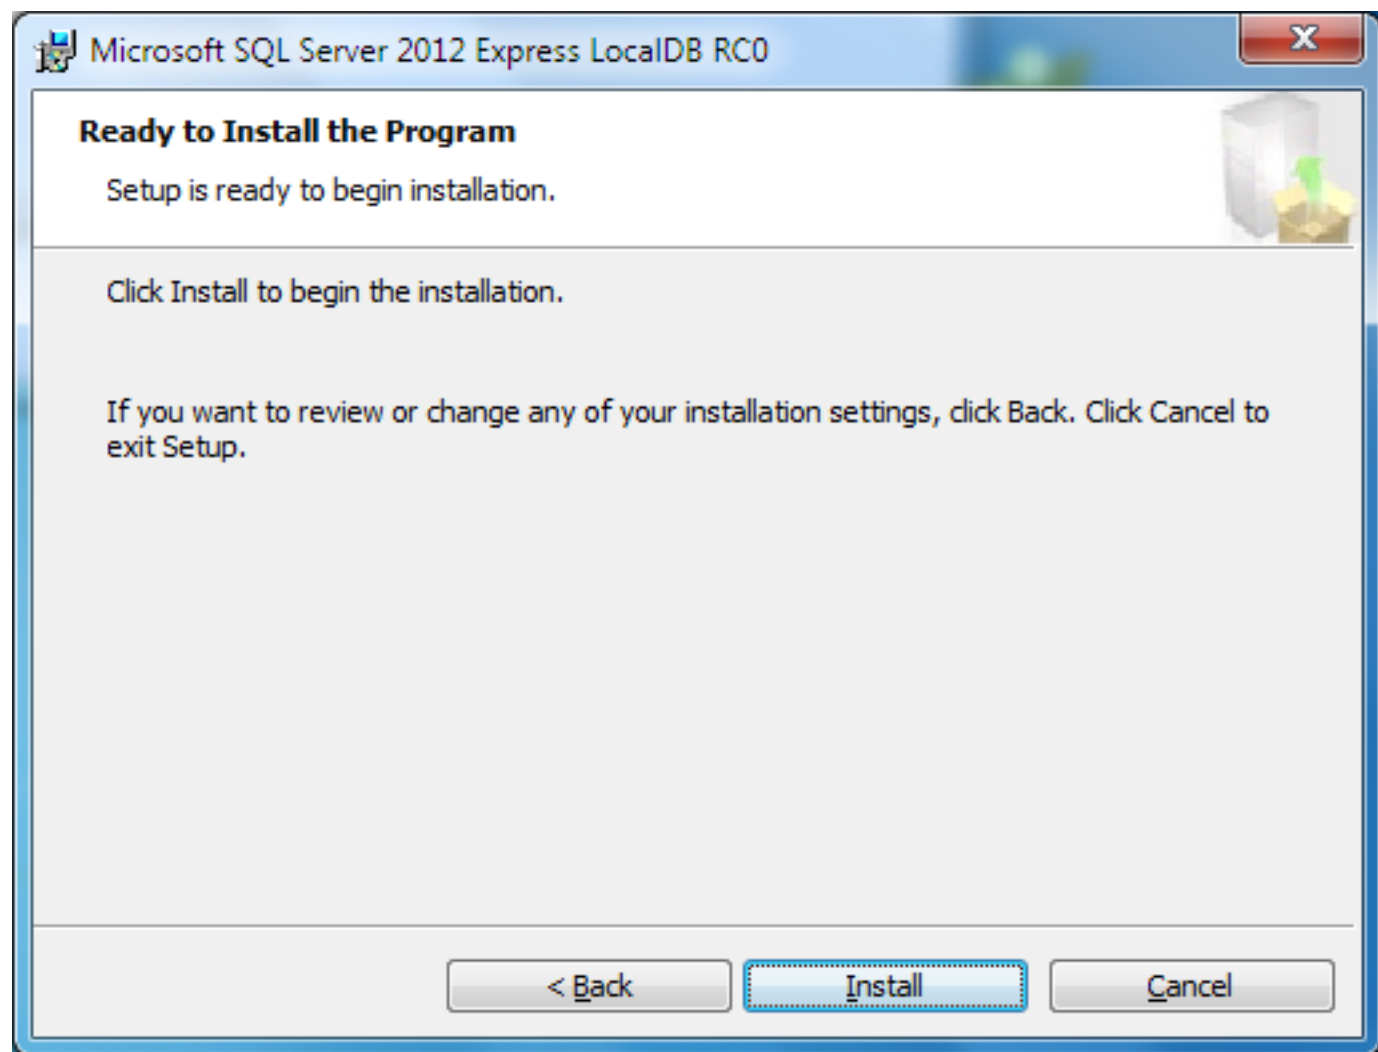 Microsoft SQL Server 2012 Express LocalDB RC0
Ready to Install the Program
Setup is ready to begin installation.
Click Install to begin the installation.
If you want to review or change any of your installation settings, click Back. Click Cancel to
exit Setup.
< Back Install Cancel